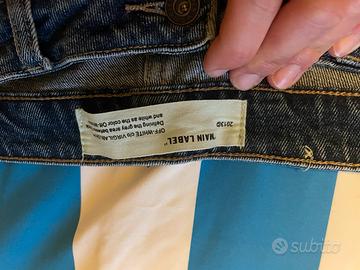 "MAIN LABEL"
2013©
OFF-WHITE c/o VIRGIL ABLOH
Defining the grey area between black
and white as the color Off-White
subito